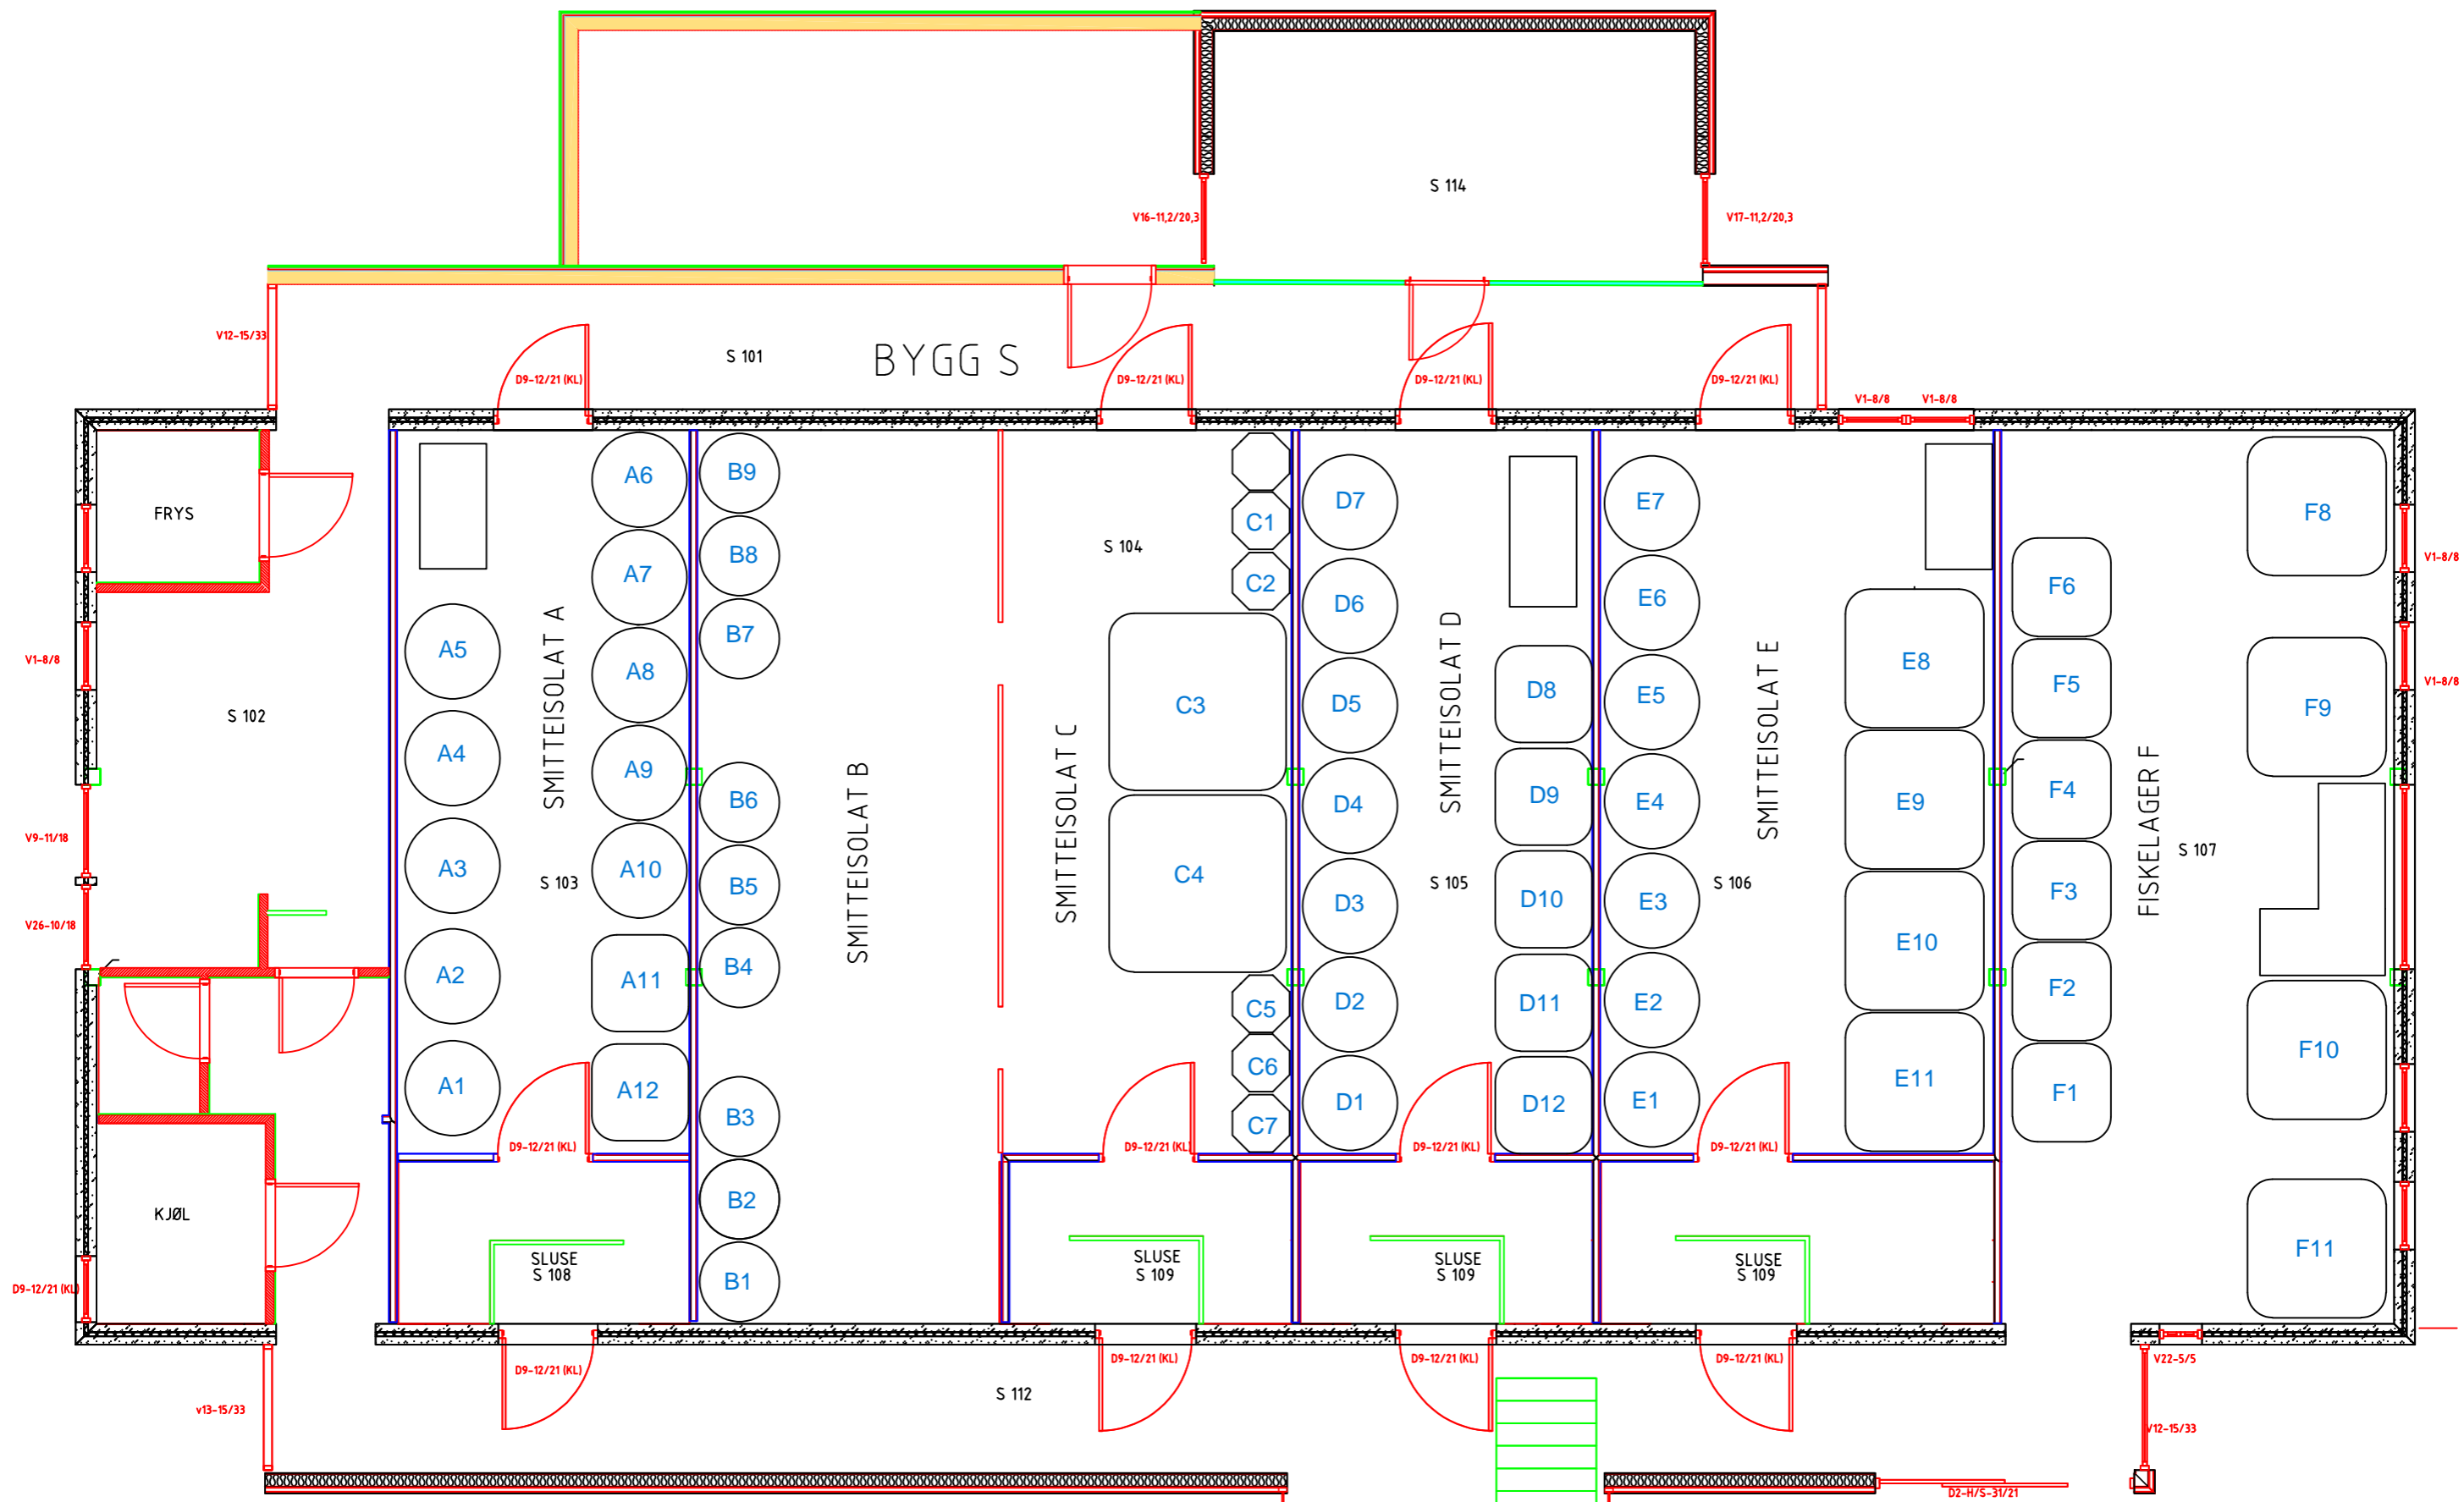 S 114
V16-11,2/20,3
V17-11,2/20,3
V12-15/33
S 101
BYGG S
D9-12/21 (KL)
D9-12/21 (KL)
D9-12/21 (KL)
D9-12/21 (KL)
V1-8/8
V1-8/8
FRYS
S 102
V1-8/8
V9-11/18
V26-10/18
KJØL
D9-12/21 (KL)
SMITTEISOLAT A
S 103
A6
A7
A8
A9
A10
A11
A12
A5
A4
A3
A2
A1
D9-12/21 (KL)
SLUSE
S 108
B9
B8
B7
B6
B5
B4
B3
B2
B1
SMITTEISOLAT B
S 104
SMITTEISOLAT C
C1
C2
C3
C4
C5
C6
C7
D9-12/21 (KL)
SLUSE
S 109
D7
D6
D5
D4
D3
D2
D1
SMITTEISOLAT D
S 105
D8
D9
D10
D11
D12
D9-12/21 (KL)
SLUSE
S 109
E7
E6
E5
E4
E3
E2
E1
SMITTEISOLAT E
S 106
E8
E9
E10
E11
D9-12/21 (KL)
SLUSE
S 109
F6
F5
F4
F3
F2
F1
FISKELAGER F
S 107
F8
F9
F10
F11
V1-8/8
V1-8/8
D9-12/21 (KL)
D9-12/21 (KL)
D9-12/21 (KL)
D9-12/21 (KL)
V22-5/5
S 112
v13-15/33
V12-15/33
D2-H/S-31/21